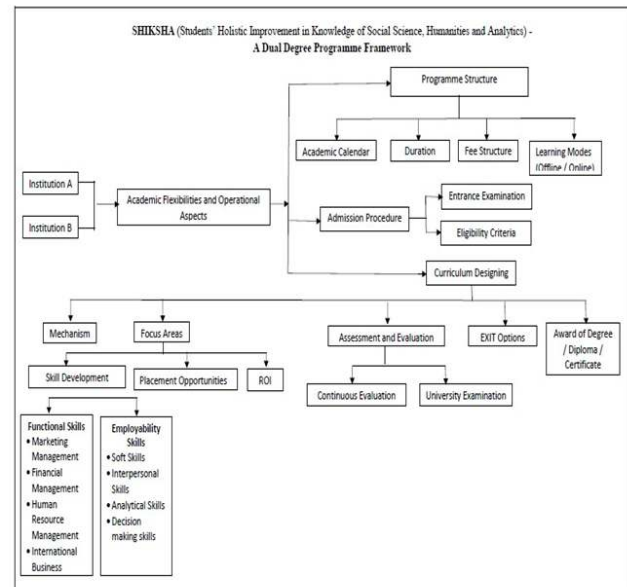 SHIKSHA (Students' Holistic Improvement in Knowledge of Social Science, Humanities and Analytics) -
A Dual Degree Programme Framework
Programme Structure
Academic Calendar
Duration
Fee Structure
Learning Modes
(Offline / Online)
Institution A
Institution B
Academic Flexibilities and Operational
Aspects
Admission Procedure
Entrance Examination
Eligibility Criteria
Curriculum Designing
Mechanism
Focus Areas
Assessment and Evaluation
EXIT Options
Award of Degree
/ Diploma /
Certificate
Skill Development
Placement Opportunities
ROI
Continuous Evaluation
University Examination
Functional Skills
• Marketing
Management
• Financial
Management
• Human
Resource
Management
• International
Business
Employability
Skills
• Soft Skills
• Interpersonal
Skills
• Analytical Skills
• Decision
making skills